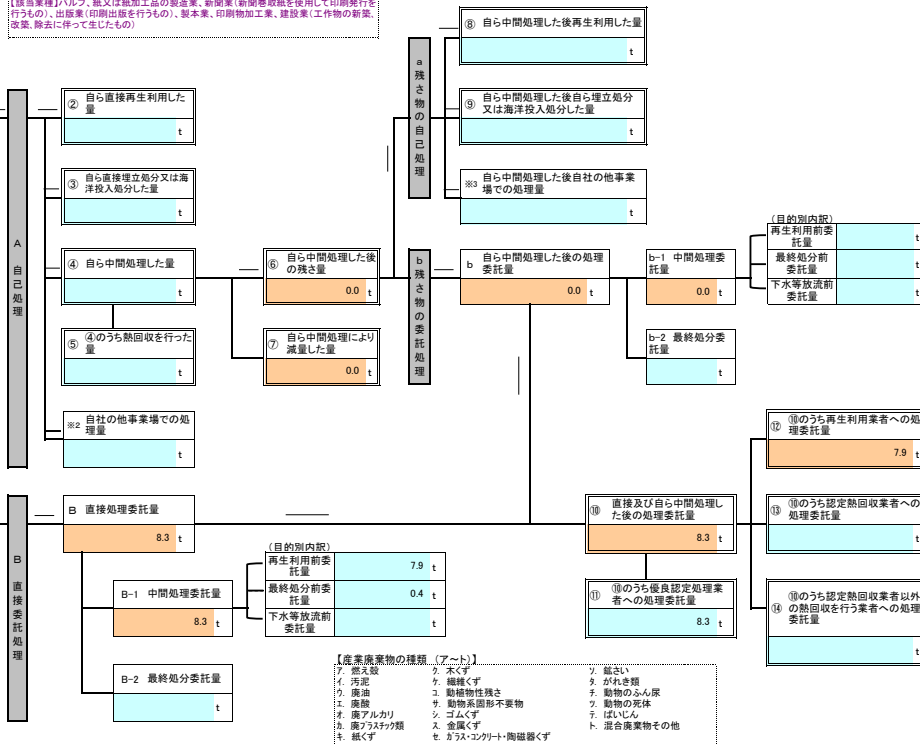 【該当業種】パルプ、紙又は紙加工品の製造業、新聞業(新聞巻取紙を使用して印刷発行を
行うもの)、出版業(印刷出版を行うもの)、製本業、印刷物加工業、建設業(工作物の新築、
改築、除去に伴って生じたもの)
A 自己処理
② 自ら直接再生利用した
量
t
③ 自ら直接埋立処分又は海
洋投入処分した量
t
④ 自ら中間処理した量
t
⑤ ④のうち熱回収を行った
量
t
※2 自社の他事業場での処
理量
t
⑥ 自ら中間処理した後
の残さ量
0.0 t
⑦ 自ら中間処理により
減量した量
0.0 t
a 残さ物の自己処理
⑧ 自ら中間処理した後再生利用した量
t
⑨ 自ら中間処理した後自ら埋立処分
又は海洋投入処分した量
t
※3 自ら中間処理した後自社の他事業
場での処理量
t
b 残さ物の委託処理
b 自ら中間処理した後の処理
委託量
0.0 t
b-1 中間処理委
託量
0.0 t
b-2 最終処分委
託量
t
(目的別内訳)
再生利用前委
託量
t
最終処分前
委託量
t
下水等放流前
委託量
t
B 直接委託処理
B 直接処理委託量
8.3 t
B-1 中間処理委託量
8.3 t
B-2 最終処分委託量
t
(目的別内訳)
再生利用前委
託量
7.9 t
最終処分前委
託量
0.4 t
下水等放流前
委託量
t
⑩ 直接及び自ら中間処理し
た後の処理委託量
8.3 t
⑪ ⑩のうち優良認定処理業
者への処理委託量
8.3 t
⑫ ⑩のうち再生利用業者への処
理委託量
7.9 t
⑬ ⑩のうち認定熱回収業者への
処理委託量
t
⑭ ⑩のうち認定熱回収業者以外
の熱回収を行う業者への処理
委託量
t
【産業廃棄物の種類 (ア～ト)】
ア. 燃え殻
イ. 汚泥
ウ. 廃油
エ. 廃酸
オ. 廃アルカリ
カ. 廃プラスチック類
キ. 紙くず
ク. 木くず
ケ. 繊維くず
コ. 動植物性残さ
サ. 動物系固形不要物
シ. ゴムくず
ス. 金属くず
セ. ガラス・コンクリート・陶磁器くず
ソ. 鉱さい
タ. がれき類
チ. 動物のふん尿
ツ. 動物の死体
テ. ばいじん
ト. 混合廃棄物その他